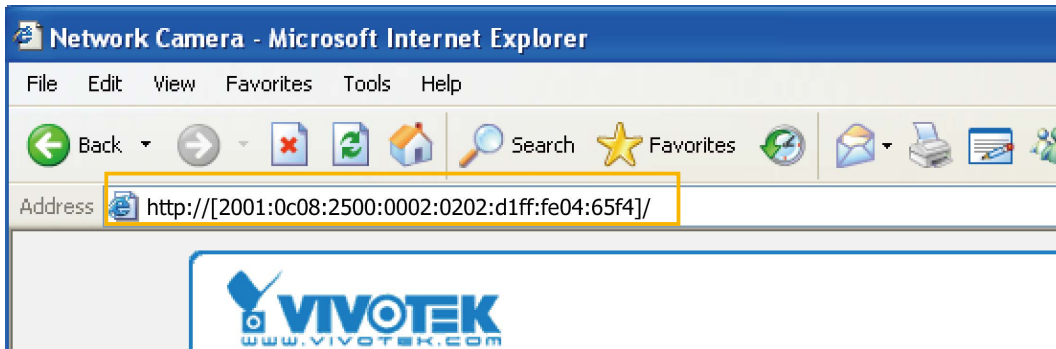 Network Camera - Microsoft Internet Explorer
File Edit View Favorites Tools Help
Back Search Favorites
Address http://[2001:0c08:2500:0002:0202:d1ff:fe04:65f4]/
VIVOTEK
www.vivotek.com